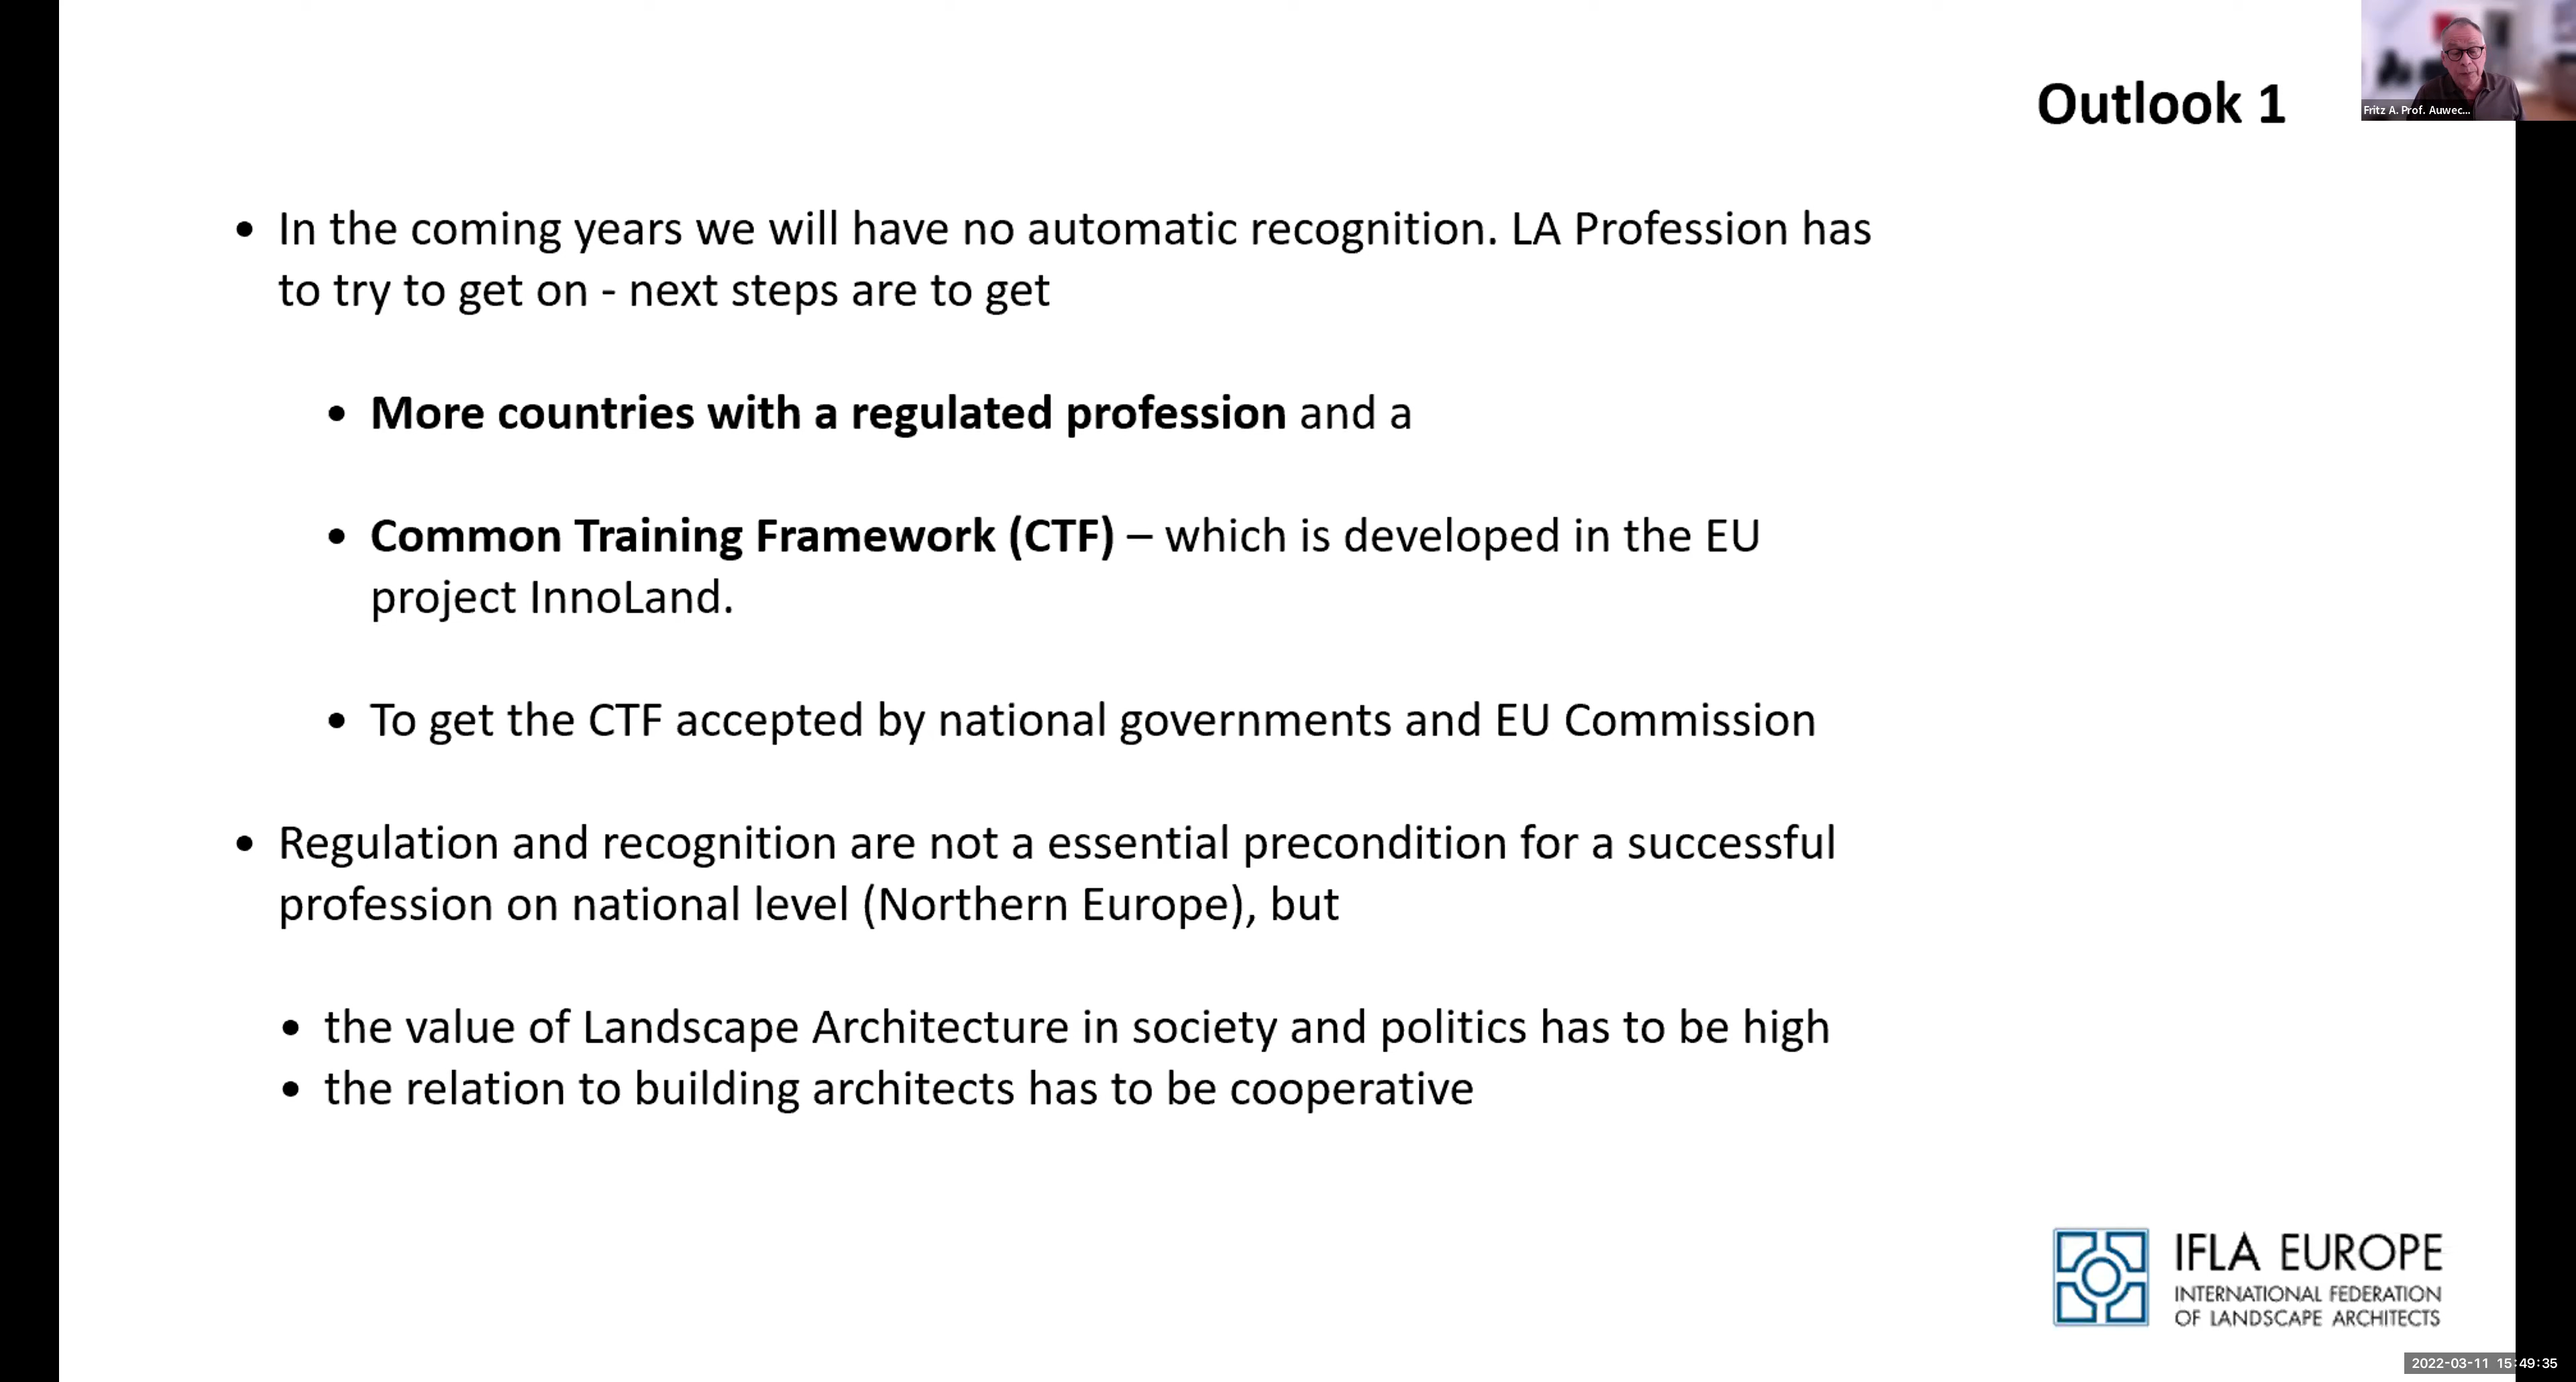 Outlook 1
Fritz A. Prof. Auwec...
• In the coming years we will have no automatic recognition. LA Profession has
to try to get on - next steps are to get
• More countries with a regulated profession and a
• Common Training Framework (CTF) – which is developed in the EU
project InnoLand.
• To get the CTF accepted by national governments and EU Commission
• Regulation and recognition are not a essential precondition for a successful
profession on national level (Northern Europe), but
• the value of Landscape Architecture in society and politics has to be high
• the relation to building architects has to be cooperative
IFLA EUROPE
INTERNATIONAL FEDERATION
OF LANDSCAPE ARCHITECTS
2022-03-11 15:49:35